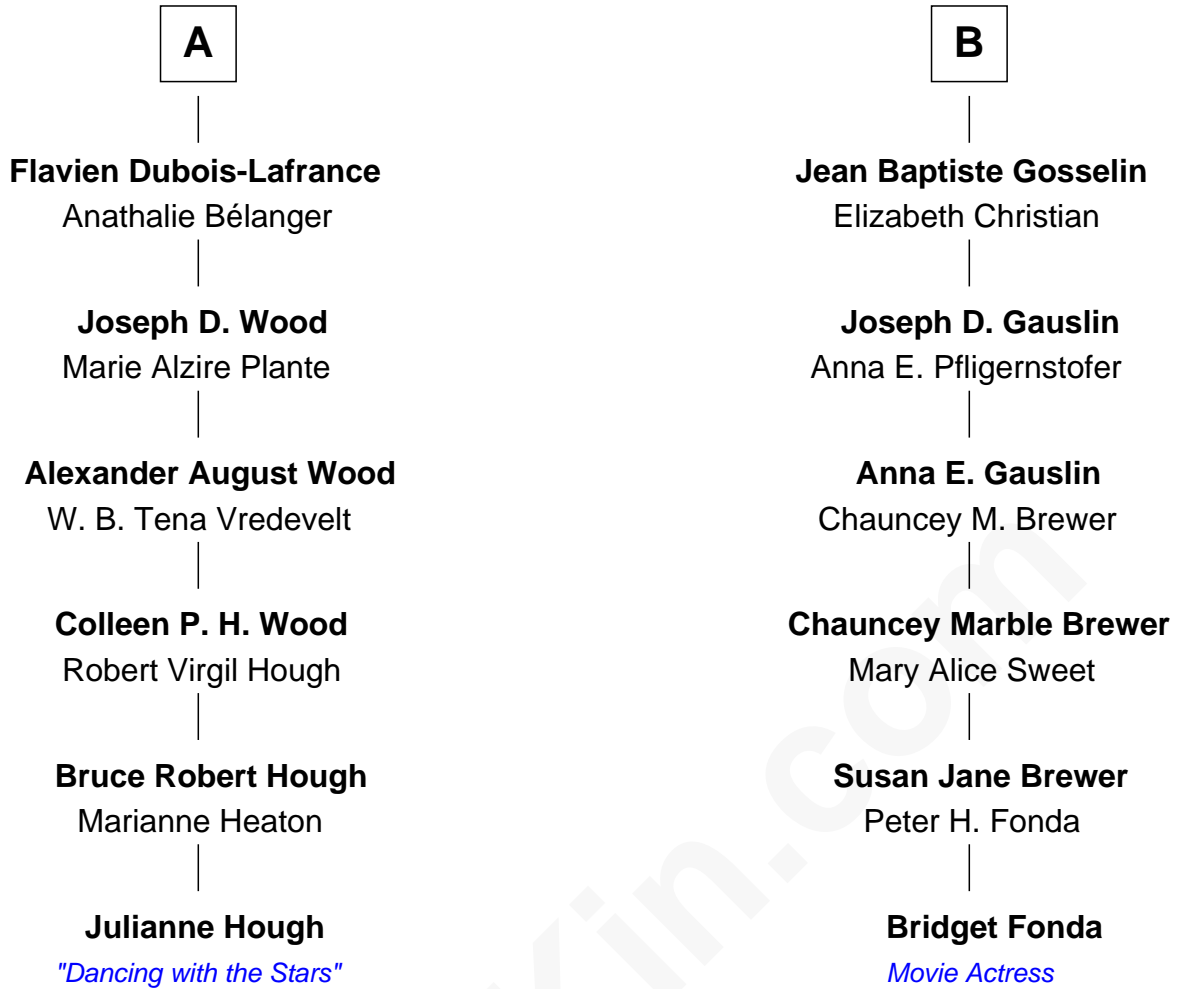 A
B
Flavien Dubois-Lafrance
Anathalie Bélanger
Jean Baptiste Gosselin
Elizabeth Christian
Joseph D. Wood
Marie Alzire Plante
Joseph D. Gauslin
Anna E. Pfligernstofer
Alexander August Wood
W. B. Tena Vredevelt
Anna E. Gauslin
Chauncey M. Brewer
Colleen P. H. Wood
Robert Virgil Hough
Chauncey Marble Brewer
Mary Alice Sweet
Bruce Robert Hough
Marianne Heaton
Susan Jane Brewer
Peter H. Fonda
Julianne Hough
"Dancing with the Stars"
Bridget Fonda
Movie Actress
Kin.com